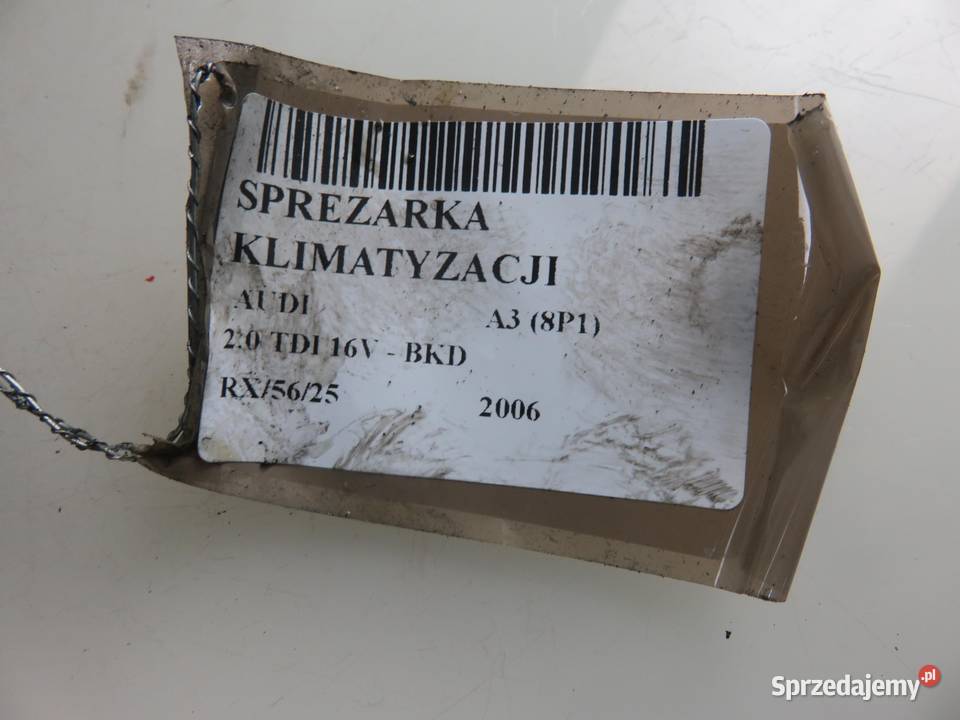 SPREZARKA
KLIMATYZACJI
AUDI A3 (8P1)
2.0 TDI 16V - BKD
RX/56/25 2006
Sprzedajemy.pl